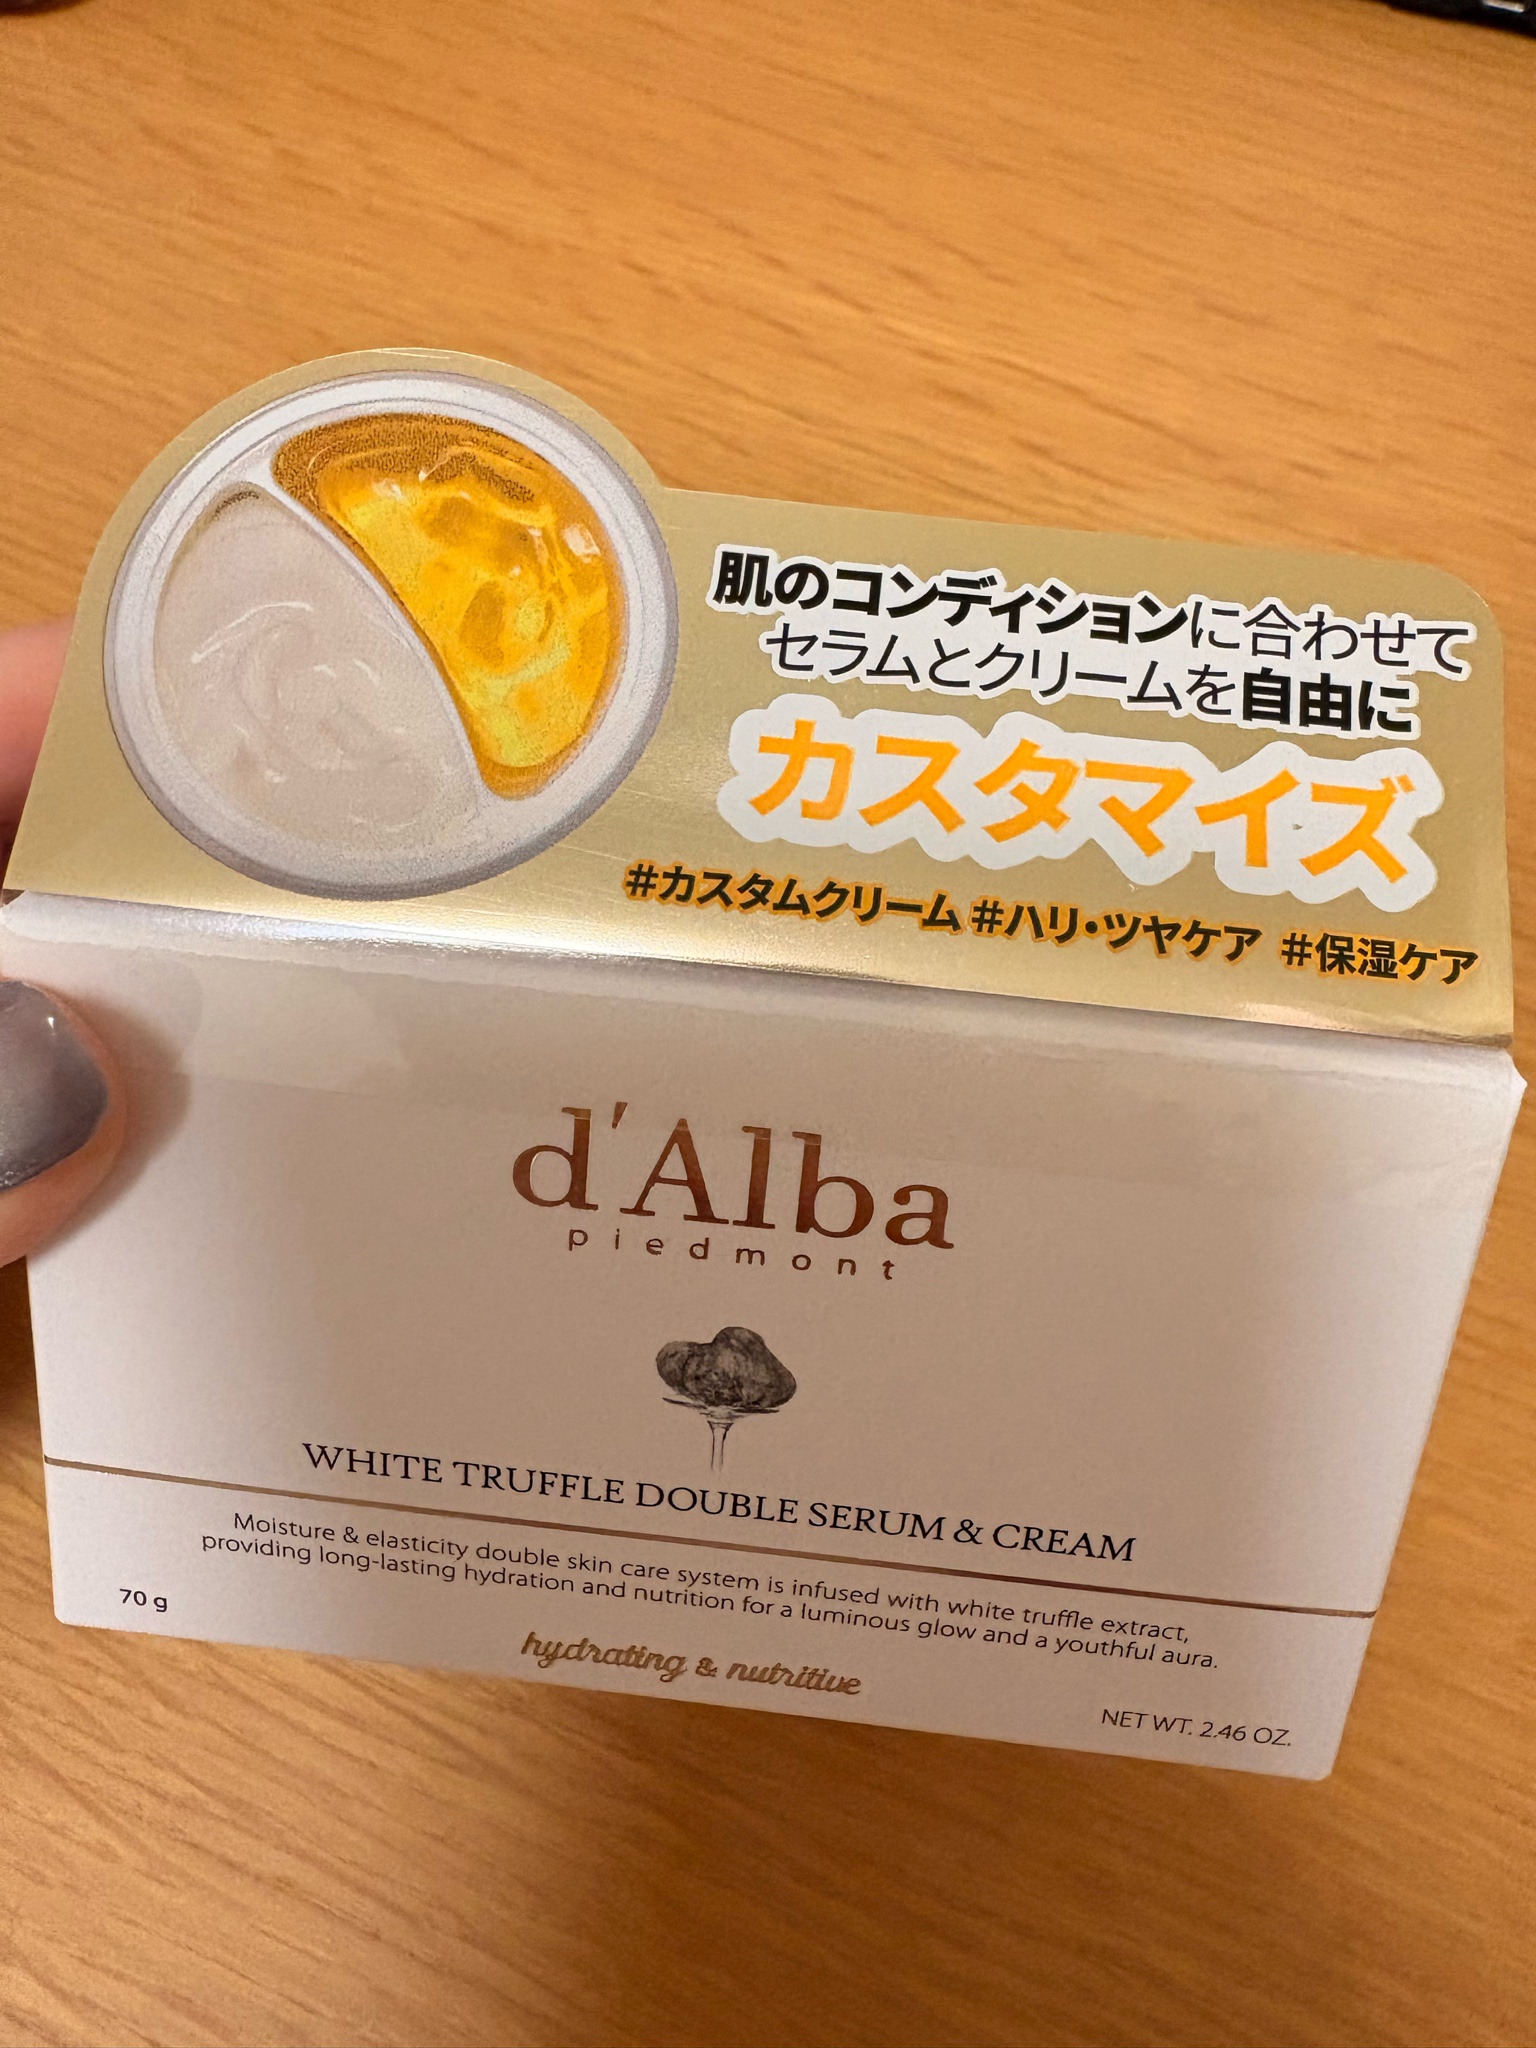 肌のコンディションに合わせて
セラムとクリームを自由に
カスタマイズ
#カスタムクリーム #ハリ・ツヤケア #保湿ケア
d'Alba
piedmont
WHITE TRUFFLE DOUBLE SERUM & CREAM
Moisture & elasticity double skin care system is infused with white truffle extract,
providing long-lasting hydration and nutrition for a luminous glow and a youthful aura.
70 g
hydrating & nutritive
NET WT. 2.46 OZ.